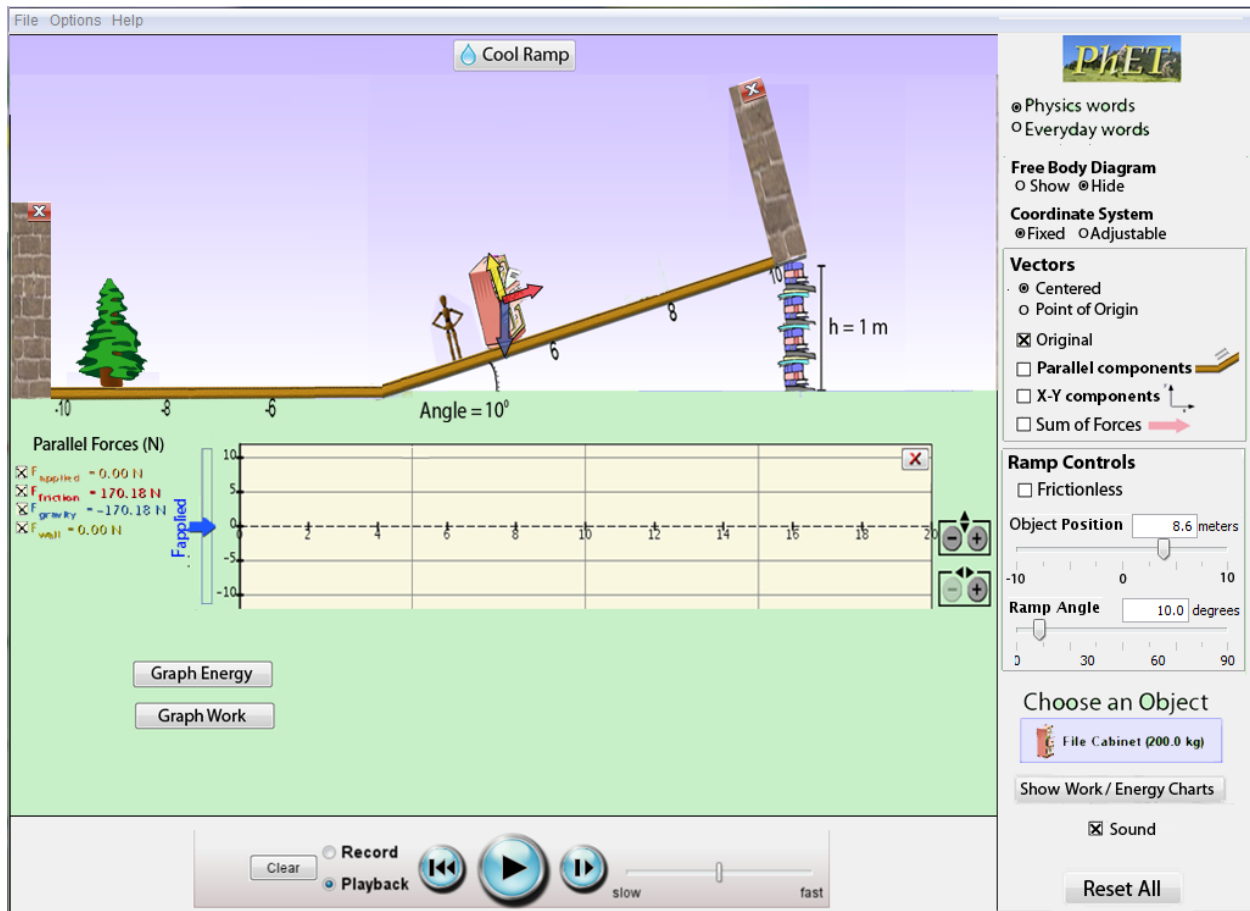 File Options Help
Cool Ramp
PhET
Physics words
Everyday words
Free Body Diagram
Show Hide
Coordinate System
Fixed Adjustable
Vectors
Centered
Point of Origin
Original
Parallel components
X-Y components
Sum of Forces
10
8
6
h = 1 m
-10 -8 -6
Angle = 10⁰
Parallel Forces (N)
F applied = 0.00 N
F friction = 170.18 N
F gravity = -170.18 N
F wall = 0.00 N
Fapplied
10
5
0
-5
-10
0 2 4 6 8 10 12 14 16 18 20
Ramp Controls
Frictionless
Object Position 8.6 meters
-10 0 10
Ramp Angle 10.0 degrees
0 30 60 90
Graph Energy
Graph Work
Choose an Object
File Cabinet (200.0 kg)
Show Work / Energy Charts
Sound
Reset All
Clear
Record
Playback
slow fast